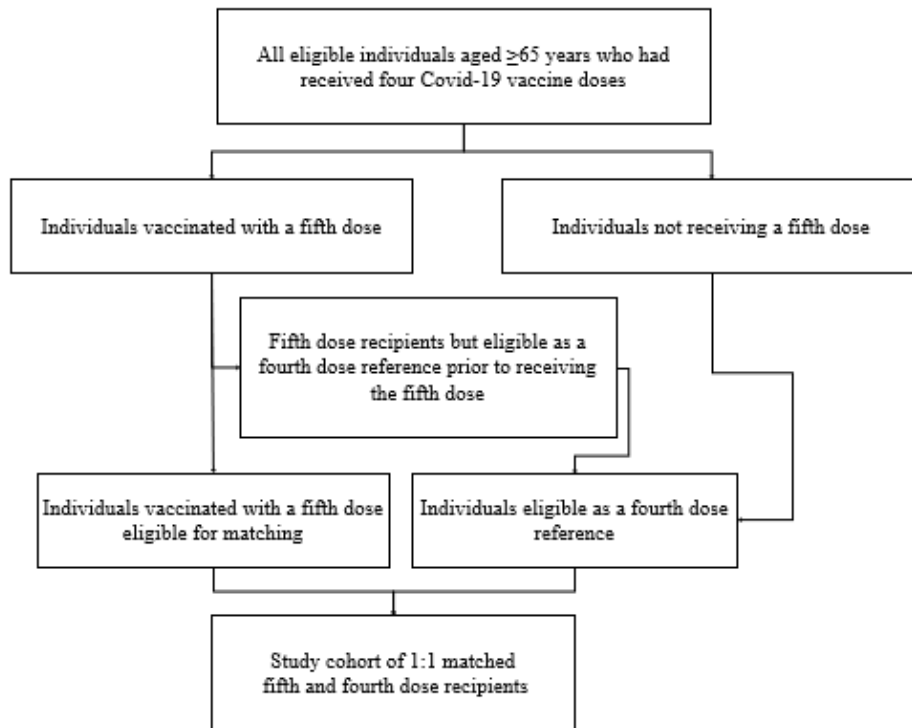 All eligible individuals aged ≥65 years who had
received four Covid-19 vaccine doses
Individuals vaccinated with a fifth dose
Individuals not receiving a fifth dose
Fifth dose recipients but eligible as a
fourth dose reference prior to receiving
the fifth dose
Individuals vaccinated with a fifth dose
eligible for matching
Individuals eligible as a fourth dose
reference
Study cohort of 1:1 matched
fifth and fourth dose recipients